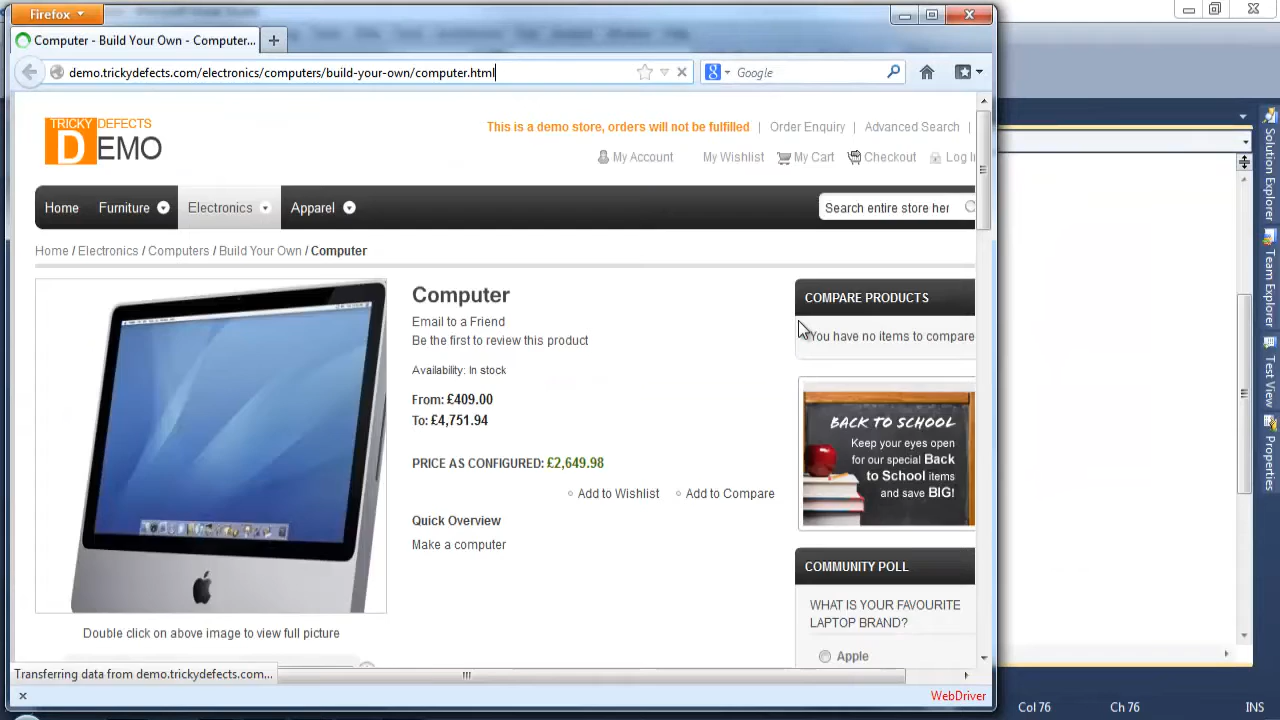 Firefox
Computer - Build Your Own - Computer...
demo.trickydefects.com/electronics/computers/build-your-own/computer.html
Google
TRICKY DEFECTS
DEMO
This is a demo store, orders will not be fulfilled | Order Enquiry | Advanced Search |
My Account My Wishlist My Cart Checkout Log In
Home Furniture Electronics Apparel
Search entire store her
Home / Electronics / Computers / Build Your Own / Computer
Computer
Email to a Friend
Be the first to review this product
Availability: In stock
From: £409.00
To: £4,751.94
PRICE AS CONFIGURED: £2,649.98
Add to Wishlist Add to Compare
Quick Overview
Make a computer
Double click on above image to view full picture
COMPARE PRODUCTS
You have no items to compare
BACK TO SCHOOL
Keep your eyes open
for our special Back
to School items
and save BIG!
COMMUNITY POLL
WHAT IS YOUR FAVOURITE
LAPTOP BRAND?
Apple
Transferring data from demo.trickydefects.com...
WebDriver
Solution Explorer
Team Explorer
Test View
Properties
Col 76 Ch 76 INS